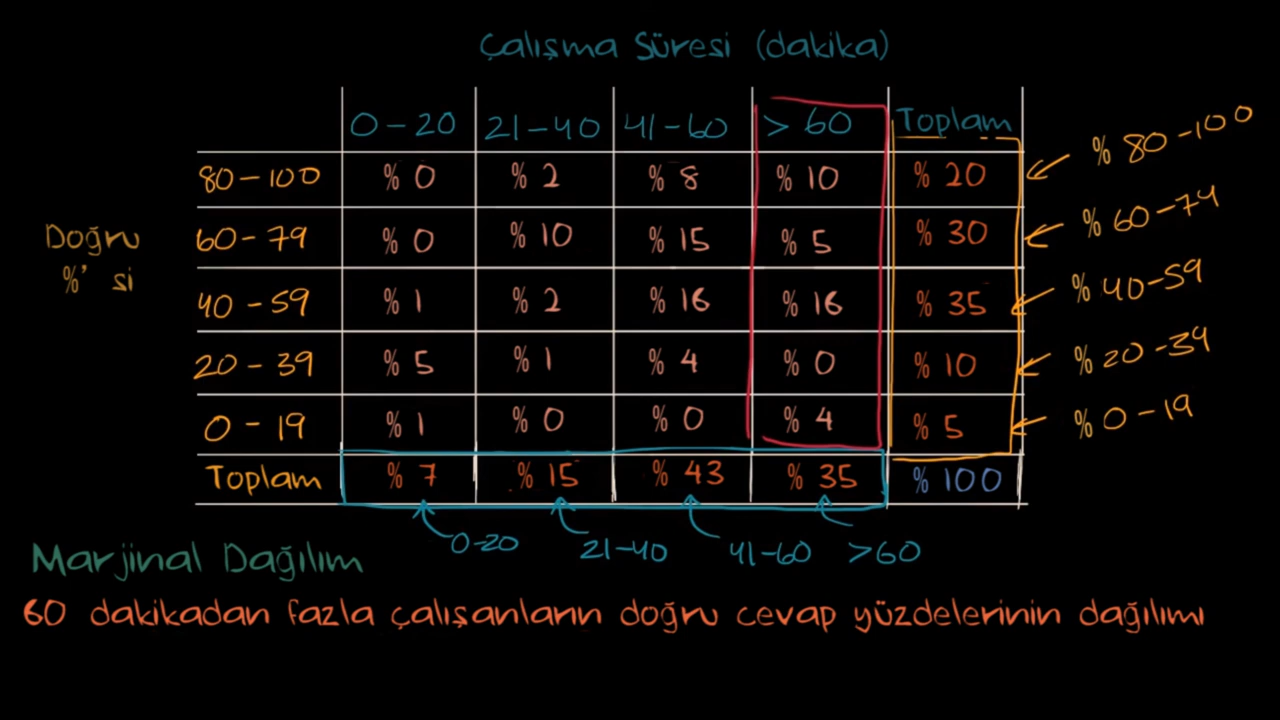 Çalışma Süresi (dakika)
0-20 21-40 41-60 > 60 Toplam
80-100 % 0 % 2 % 8 % 10 % 20 % 80-100
60-79 % 0 % 10 % 15 % 5 % 30 % 60-74
Doğru %' si
40-59 % 1 % 2 % 16 % 16 % 35 % 40-59
20-39 % 5 % 1 % 4 % 0 % 10 % 20-39
0-19 % 1 % 0 % 0 % 4 % 5 % 0-19
Toplam % 7 % 15 % 43 % 35 % 100
0-20 21-40 41-60 >60
Marjinal Dağılım
60 dakikadan fazla çalışanların doğru cevap yüzdelerinin dağılımı